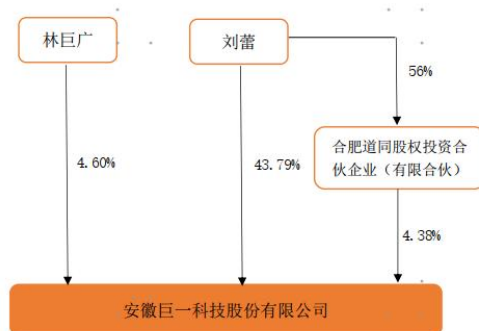 林巨广
刘蕾
56%
合肥道同股权投资合
伙企业（有限合伙）
4.60%
43.79%
4.38%
安徽巨一科技股份有限公司